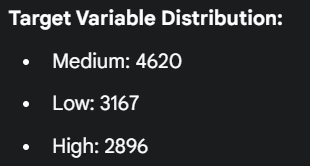 Target Variable Distribution:
• Medium: 4620
• Low: 3167
• High: 2896